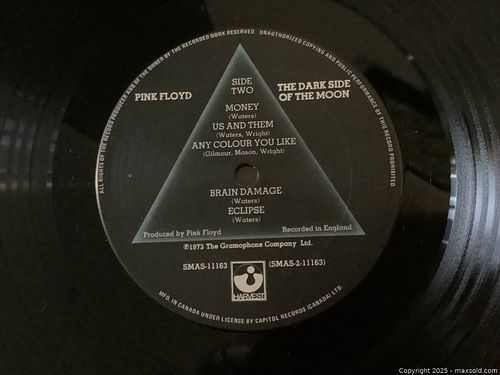 ALL RIGHTS OF THE RECORD PRODUCER AND OF THE OWNER OF THE RECORDED WORK RESERVED. UNAUTHORIZED COPYING AND PUBLIC PERFORMANCE OF THIS RECORD PROHIBITED.
PINK FLOYD
SIDE
TWO
THE DARK SIDE
OF THE MOON
MONEY
(Waters)
US AND THEM
(Waters, Wright)
ANY COLOUR YOU LIKE
(Gilmour, Mason, Wright)
BRAIN DAMAGE
(Waters)
ECLIPSE
(Waters)
Produced by Pink Floyd
Recorded in England
℗1973 The Gramophone Company Ltd.
SMAS-11163
(SMAS-2-11163)
HARVEST
MFD. IN CANADA UNDER LICENSE BY CAPITOL RECORDS (CANADA) LTD.
Copyright 2025 - maxsold.com